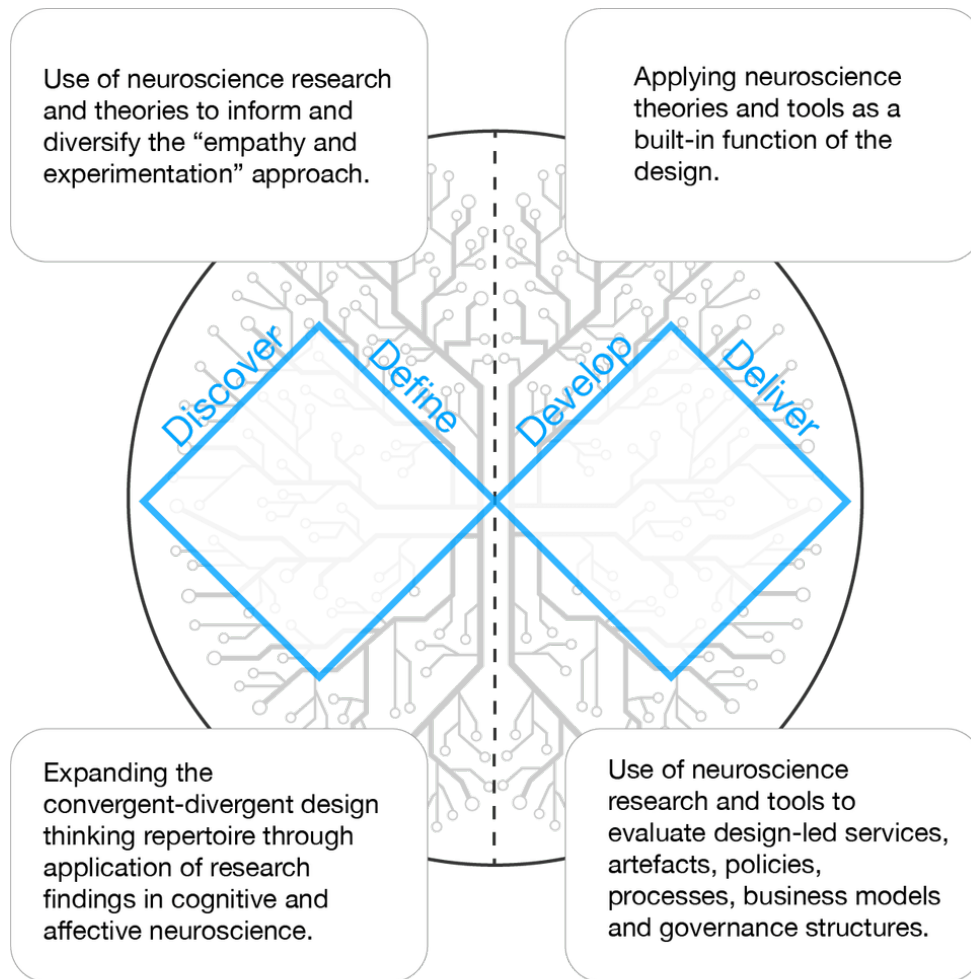 Use of neuroscience research
and theories to inform and
diversify the “empathy and
experimentation” approach.
Applying neuroscience
theories and tools as a
built-in function of the
design.
Discover
Define
Develop
Deliver
Expanding the
convergent-divergent design
thinking repertoire through
application of research
findings in cognitive and
affective neuroscience.
Use of neuroscience
research and tools to
evaluate design-led services,
artefacts, policies,
processes, business models
and governance structures.